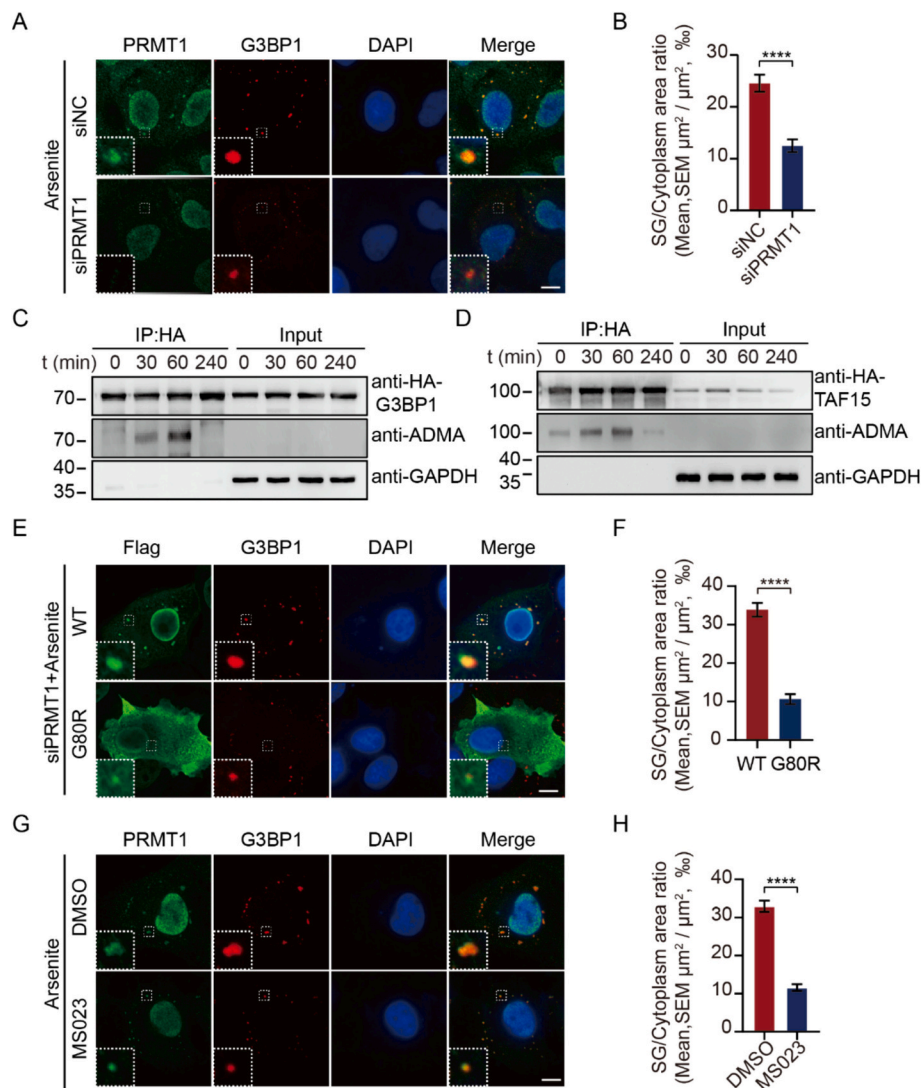 A
PRMT1 G3BP1 DAPI Merge
Arsenite
siNC
siPRMT1
B
SG/Cytoplasm area ratio
(Mean,SEM μm² / μm², ‰)
30
20
10
0
****
siNC
siPRMT1
C
IP:HA Input
t (min) 0 30 60 240 0 30 60 240
70
anti-HA-
G3BP1
70
anti-ADMA
40
35
anti-GAPDH
D
IP:HA Input
t (min) 0 30 60 240 0 30 60 240
100
anti-HA-
TAF15
100
anti-ADMA
40
35
anti-GAPDH
E
Flag G3BP1 DAPI Merge
siPRMT1+Arsenite
WT
G80R
F
SG/Cytoplasm area ratio
(Mean,SEM μm² / μm², ‰)
40
30
20
10
0
****
WT G80R
G
PRMT1 G3BP1 DAPI Merge
Arsenite
DMSO
MS023
H
SG/Cytoplasm area ratio
(Mean,SEM μm² / μm², ‰)
40
30
20
10
0
****
DMSO
MS023